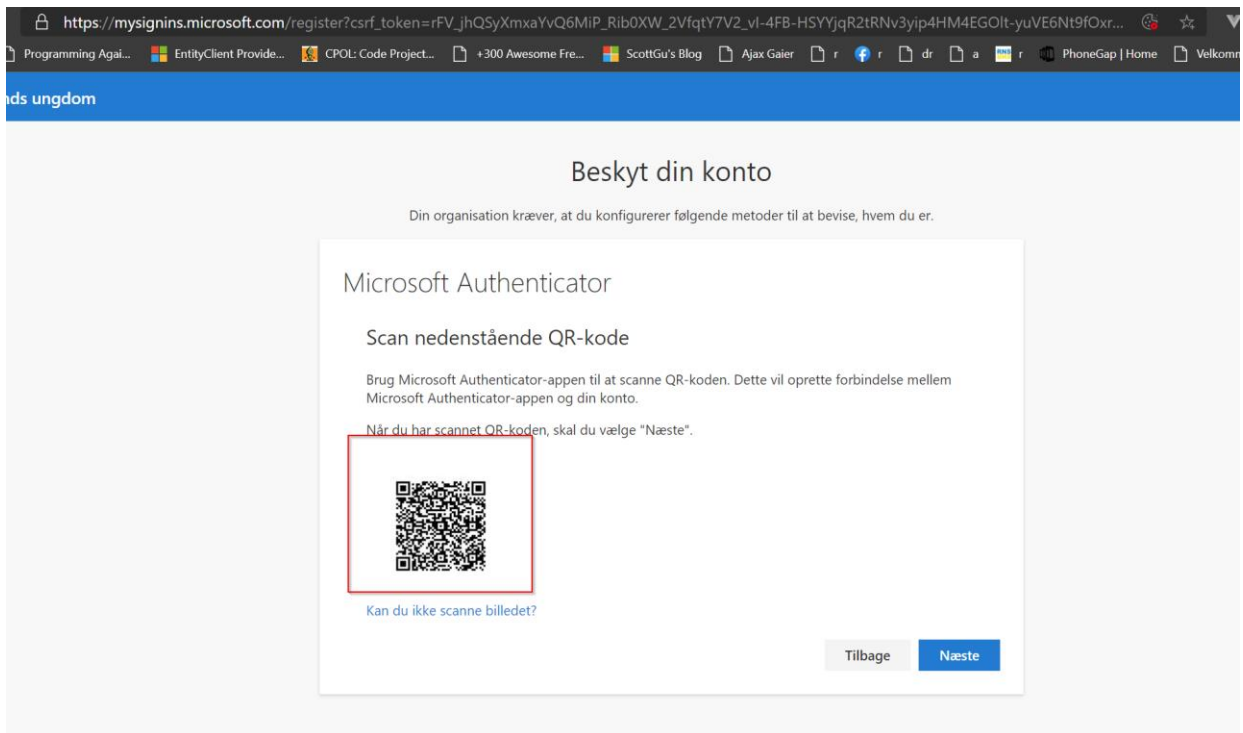 https://mysignins.microsoft.com/register?csrf_token=rFV_jhQSyXmxaYvQ6MiP_Rib0XW_2VfqtY7V2_vl-4FB-HSYYjqR2tRNv3yip4HM4EGOlt-yuVE6Nt9fOxr...
Programming Agai... EntityClient Provide... CPOL: Code Project... +300 Awesome Fre... ScottGu's Blog Ajax Gaier r r dr a r PhoneGap | Home Velkomm
nds ungdom
Beskyt din konto
Din organisation kræver, at du konfigurerer følgende metoder til at bevise, hvem du er.
Microsoft Authenticator
Scan nedenstående QR-kode
Brug Microsoft Authenticator-appen til at scanne QR-koden. Dette vil oprette forbindelse mellem
Microsoft Authenticator-appen og din konto.
Når du har scannet QR-koden, skal du vælge "Næste".
Kan du ikke scanne billedet?
Tilbage Næste